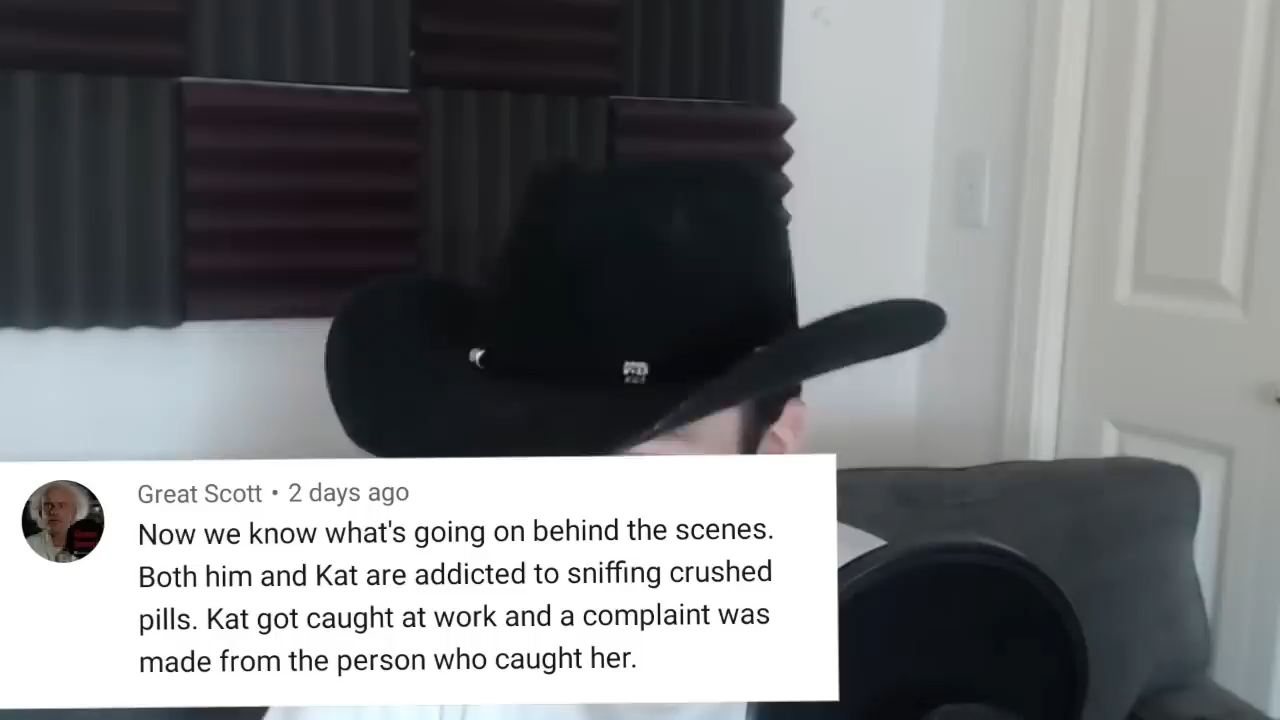 Great Scott • 2 days ago
Now we know what's going on behind the scenes.
Both him and Kat are addicted to sniffing crushed
pills. Kat got caught at work and a complaint was
made from the person who caught her.